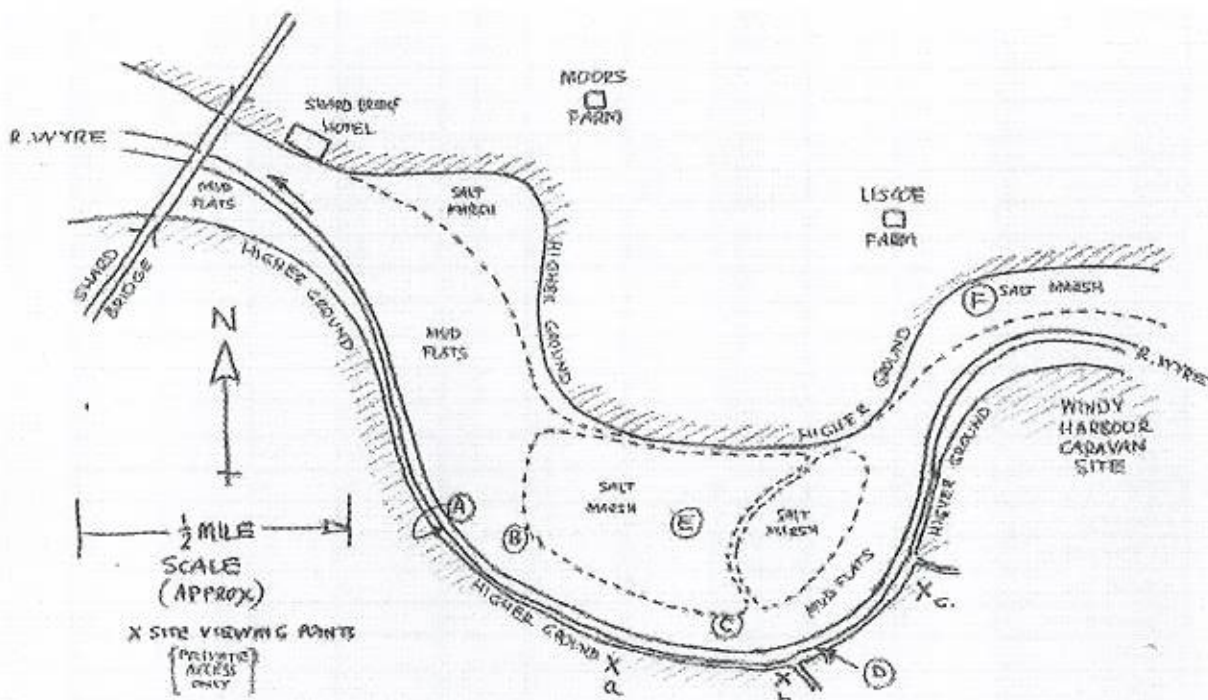 MOORS
FARM
SHARD BRIDGE
HOTEL
R. WYRE
MUD
FLATS
SALT
MARCH
LISCOE
FARM
SHARD
BRIDGE
HIGHER GROUND
HIGHER GROUND
F
SALT MARSH
N
MUD
FLATS
R. WYRE
HIGHER GROUND
WINDY
HARBOUR
CARAVAN
SITE
HIGHER GROUND
SALT
MARSH
A
B
E
SALT
MARSH
1/2 MILE
SCALE
(APPROX)
MUD FLATS
HIGHER GROUND
X C.
C
X SITE VIEWING POINTS
[PRIVATE
ACCESS
ONLY]
X
a
X
b
D